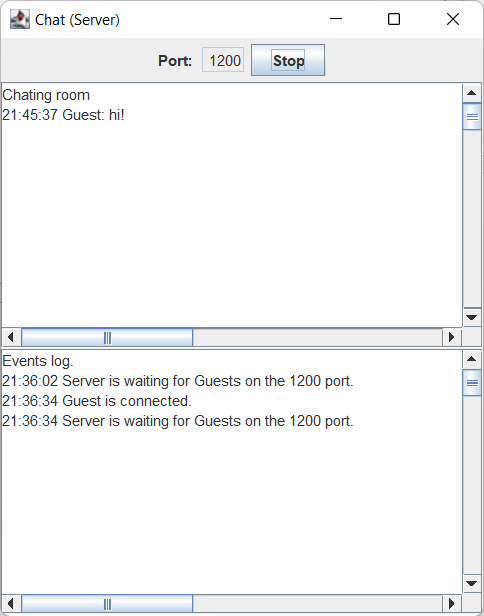 Chat (Server)
Port: 1200 Stop
Chating room
21:45:37 Guest: hi!
Events log.
21:36:02 Server is waiting for Guests on the 1200 port.
21:36:34 Guest is connected.
21:36:34 Server is waiting for Guests on the 1200 port.